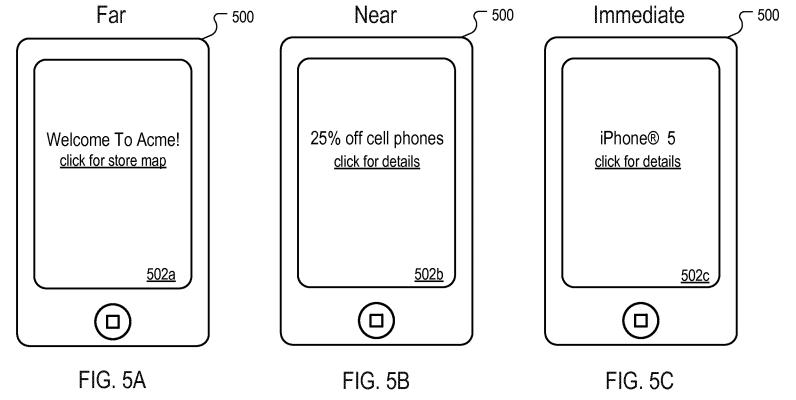 Far
500
Welcome To Acme!
click for store map
502a
FIG. 5A
Near
500
25% off cell phones
click for details
502b
FIG. 5B
Immediate
500
iPhone® 5
click for details
502c
FIG. 5C